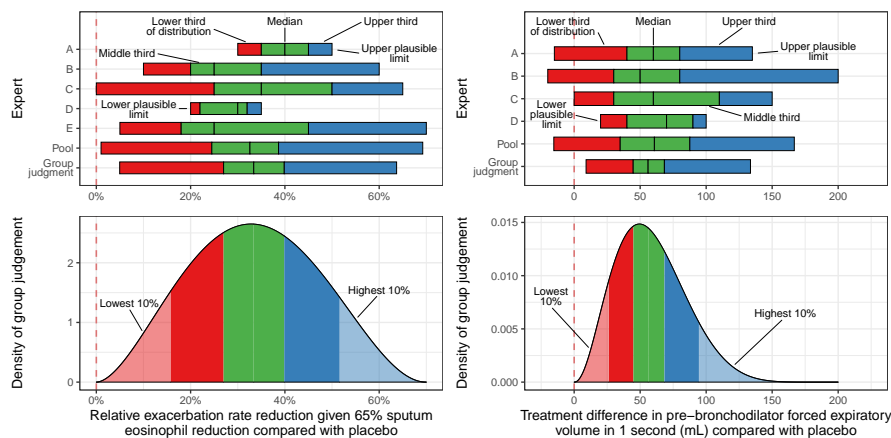 Lower third
of distribution
Median
Upper third
Middle third
Upper plausible
limit
Lower plausible
limit
Expert
A
B
C
D
E
Pool
Group
judgment
0%
20%
40%
60%
Lower third
of distribution
Median
Upper third
Upper plausible
limit
Lower
plausible
limit
Middle third
Expert
A
B
C
D
Pool
Group
judgment
0
50
100
150
200
Density of group judgement
2
1
0
Lowest 10%
Highest 10%
0%
20%
40%
60%
Relative exacerbation rate reduction given 65% sputum
eosinophil reduction compared with placebo
Density of group judgement
0.015
0.010
0.005
0.000
Lowest
10%
Highest 10%
0
50
100
150
200
Treatment difference in pre−bronchodilator forced expiratory
volume in 1 second (mL) compared with placebo